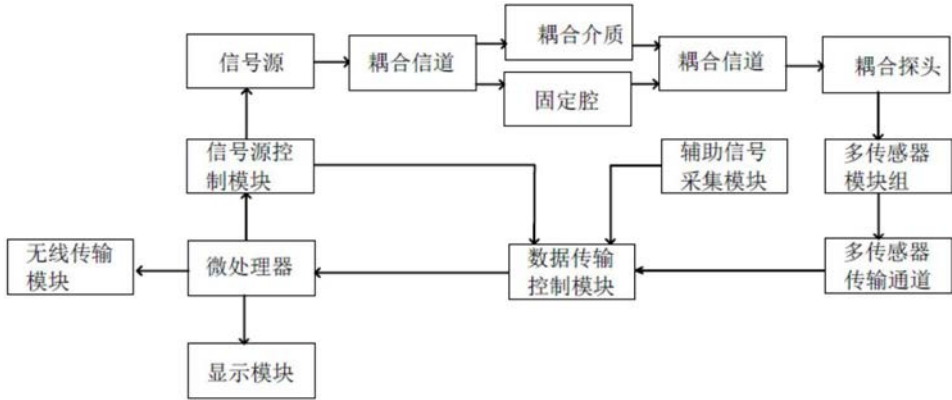 信号源
耦合信道
耦合介质
固定腔
耦合信道
耦合探头
信号源控
制模块
辅助信号
采集模块
多传感器
模块组
无线传输
模块
微处理器
数据传输
控制模块
多传感器
传输通道
显示模块